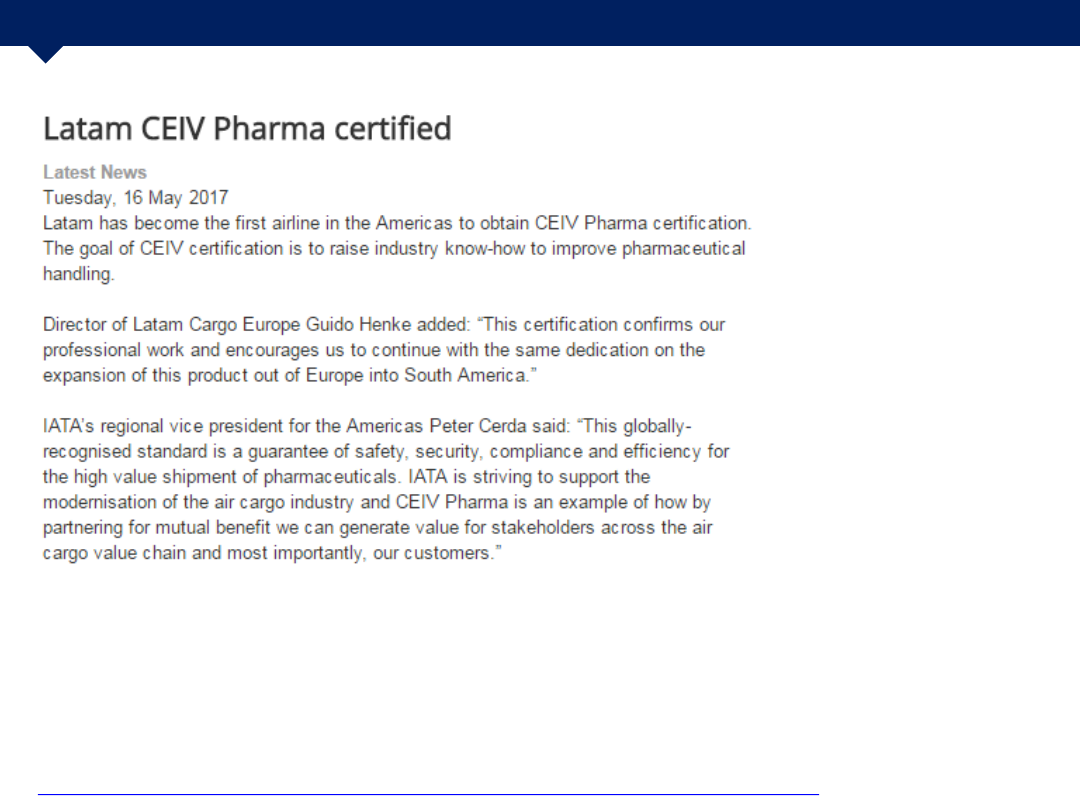 Latam CEIV Pharma certified
Latest News
Tuesday, 16 May 2017
Latam has become the first airline in the Americas to obtain CEIV Pharma certification.
The goal of CEIV certification is to raise industry know-how to improve pharmaceutical
handling.
Director of Latam Cargo Europe Guido Henke added: “This certification confirms our
professional work and encourages us to continue with the same dedication on the
expansion of this product out of Europe into South America.”
IATA’s regional vice president for the Americas Peter Cerda said: “This globally-
recognised standard is a guarantee of safety, security, compliance and efficiency for
the high value shipment of pharmaceuticals. IATA is striving to support the
modernisation of the air cargo industry and CEIV Pharma is an example of how by
partnering for mutual benefit we can generate value for stakeholders across the air
cargo value chain and most importantly, our customers.”